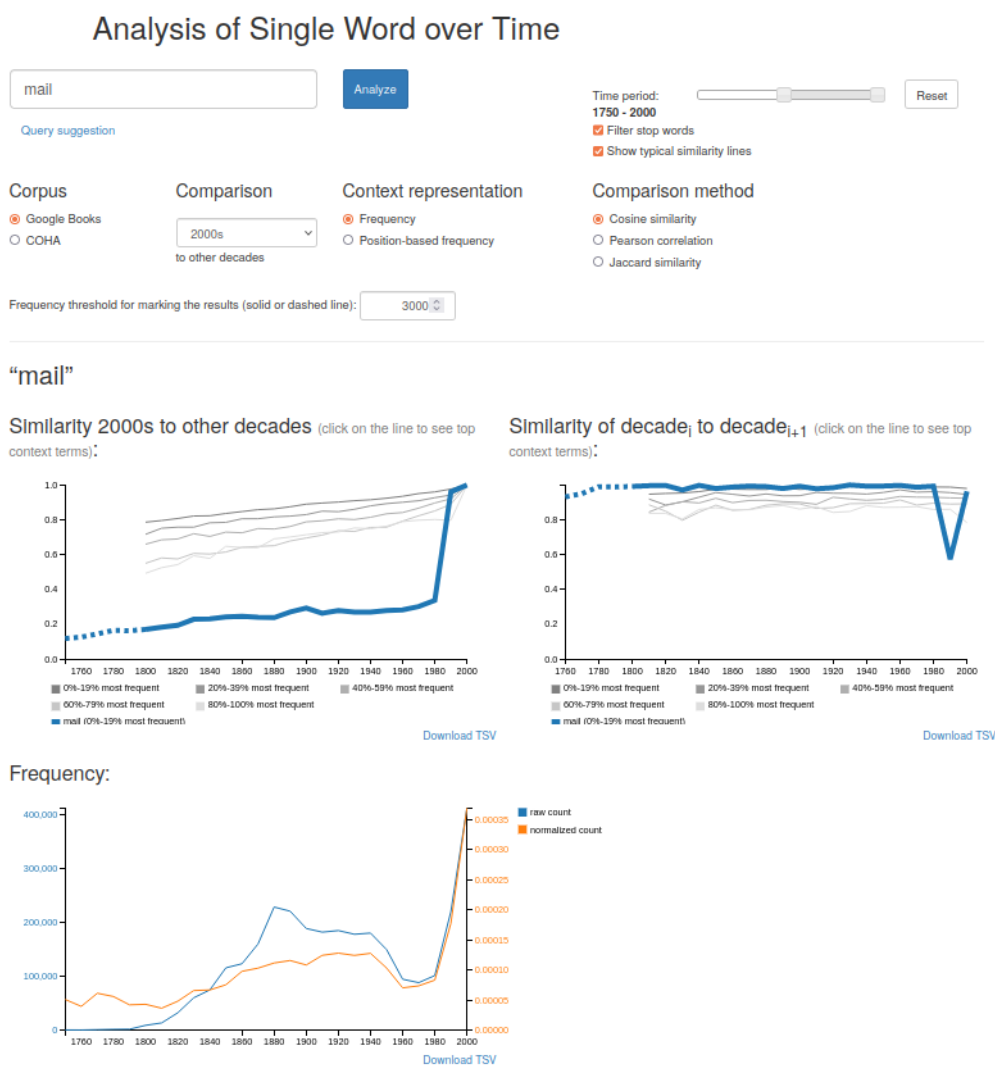 Analysis of Single Word over Time
mail
Analyze
Query suggestion
Time period:
1750 - 2000
Reset
Filter stop words
Show typical similarity lines
Corpus
Google Books
COHA
Comparison
2000s
to other decades
Context representation
Frequency
Position-based frequency
Comparison method
Cosine similarity
Pearson correlation
Jaccard similarity
Frequency threshold for marking the results (solid or dashed line): 3000
“mail”
Similarity 2000s to other decades (click on the line to see top
context terms):
1.0
0.8
0.6
0.4
0.2
0.0
1760 1780 1800 1820 1840 1860 1880 1900 1920 1940 1960 1980 2000
0%-19% most frequent 20%-39% most frequent 40%-59% most frequent
60%-79% most frequent 80%-100% most frequent
mail (0%-19% most frequent)
Download TSV
Similarity of decadei to decadei+1 (click on the line to see top
context terms):
0.8
0.6
0.4
0.2
0.0
1760 1780 1800 1820 1840 1860 1880 1900 1920 1940 1960 1980 2000
0%-19% most frequent 20%-39% most frequent 40%-59% most frequent
60%-79% most frequent 80%-100% most frequent
mail (0%-19% most frequent)
Download TSV
Frequency:
400,000
300,000
200,000
100,000
0
0.00035
0.00030
0.00025
0.00020
0.00015
0.00010
0.00005
0.00000
1760 1780 1800 1820 1840 1860 1880 1900 1920 1940 1960 1980 2000
raw count
normalized count
Download TSV